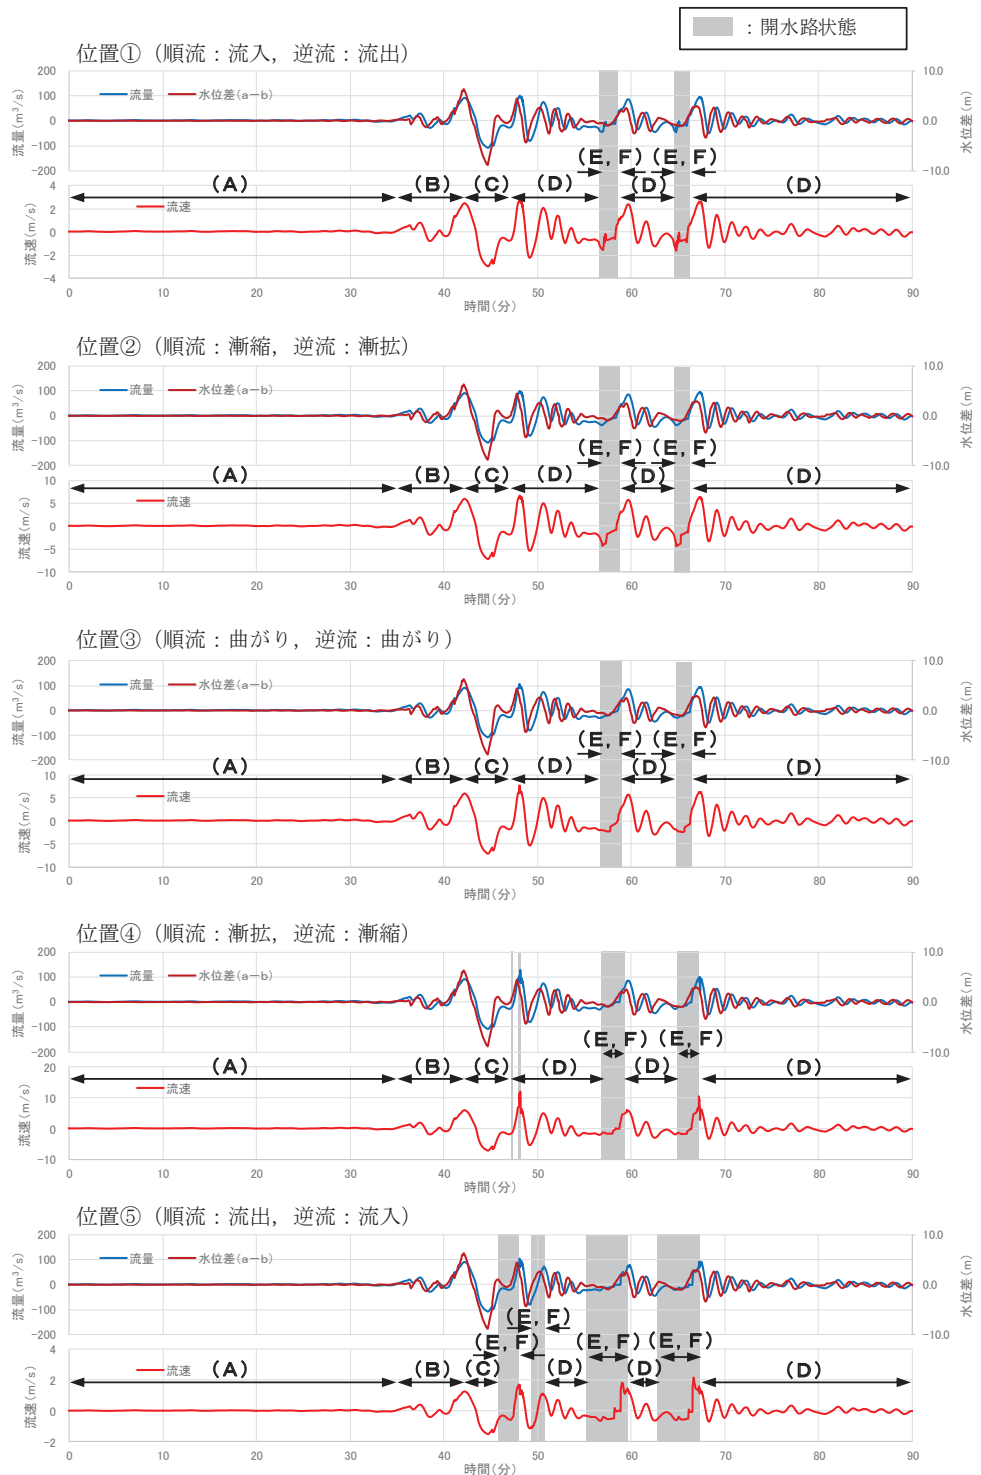 ：開水路状態
位置①（順流：流入，逆流：流出）
流量(m³/s)
200
100
0
-100
-200
流量
水位差(a-b)
10.0
0.0
-10.0
水位差(m)
(E, F) (E, F)
(A) (B) (C) (D) (D) (D)
流速(m/s)
4
2
0
-2
-4
流速
0 10 20 30 40 50 60 70 80 90
時間(分)
位置②（順流：漸縮，逆流：漸拡）
流量(m³/s)
200
100
0
-100
-200
流量
水位差(a-b)
10.0
0.0
-10.0
水位差(m)
(E, F) (E, F)
(A) (B) (C) (D) (D) (D)
流速(m/s)
10
5
0
-5
-10
流速
0 10 20 30 40 50 60 70 80 90
時間(分)
位置③（順流：曲がり，逆流：曲がり）
流量(m³/s)
200
100
0
-100
-200
流量
水位差(a-b)
10.0
0.0
-10.0
水位差(m)
(E, F) (E, F)
(A) (B) (C) (D) (D) (D)
流速(m/s)
10
5
0
-5
-10
流速
0 10 20 30 40 50 60 70 80 90
時間(分)
位置④（順流：漸拡，逆流：漸縮）
流量(m³/s)
200
100
0
-100
-200
流量
水位差(a-b)
10.0
0.0
-10.0
水位差(m)
(E, F) (E, F)
(A) (B) (C) (D) (D) (D)
流速(m/s)
20
10
0
-10
流速
0 10 20 30 40 50 60 70 80 90
時間(分)
位置⑤（順流：流出，逆流：流入）
流量(m³/s)
200
100
0
-100
-200
流量
水位差(a-b)
10.0
0.0
-10.0
水位差(m)
(E, F)
(E, F) (E, F) (E, F)
(A) (B) (C) (D) (D) (D)
流速(m/s)
4
2
0
-2
流速
0 10 20 30 40 50 60 70 80 90
時間(分)